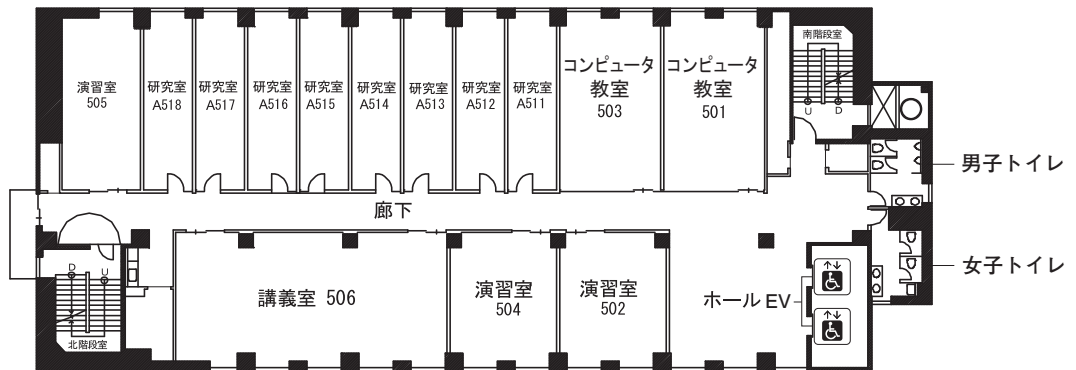 南階段室
U
D
演習室
505
研究室
A518
研究室
A517
研究室
A516
研究室
A515
研究室
A514
研究室
A513
研究室
A512
研究室
A511
コンピュータ
教室
503
コンピュータ
教室
501
男子トイレ
廊下
女子トイレ
D
U
北階段室
講義室 506
演習室
504
演習室
502
ホール EV